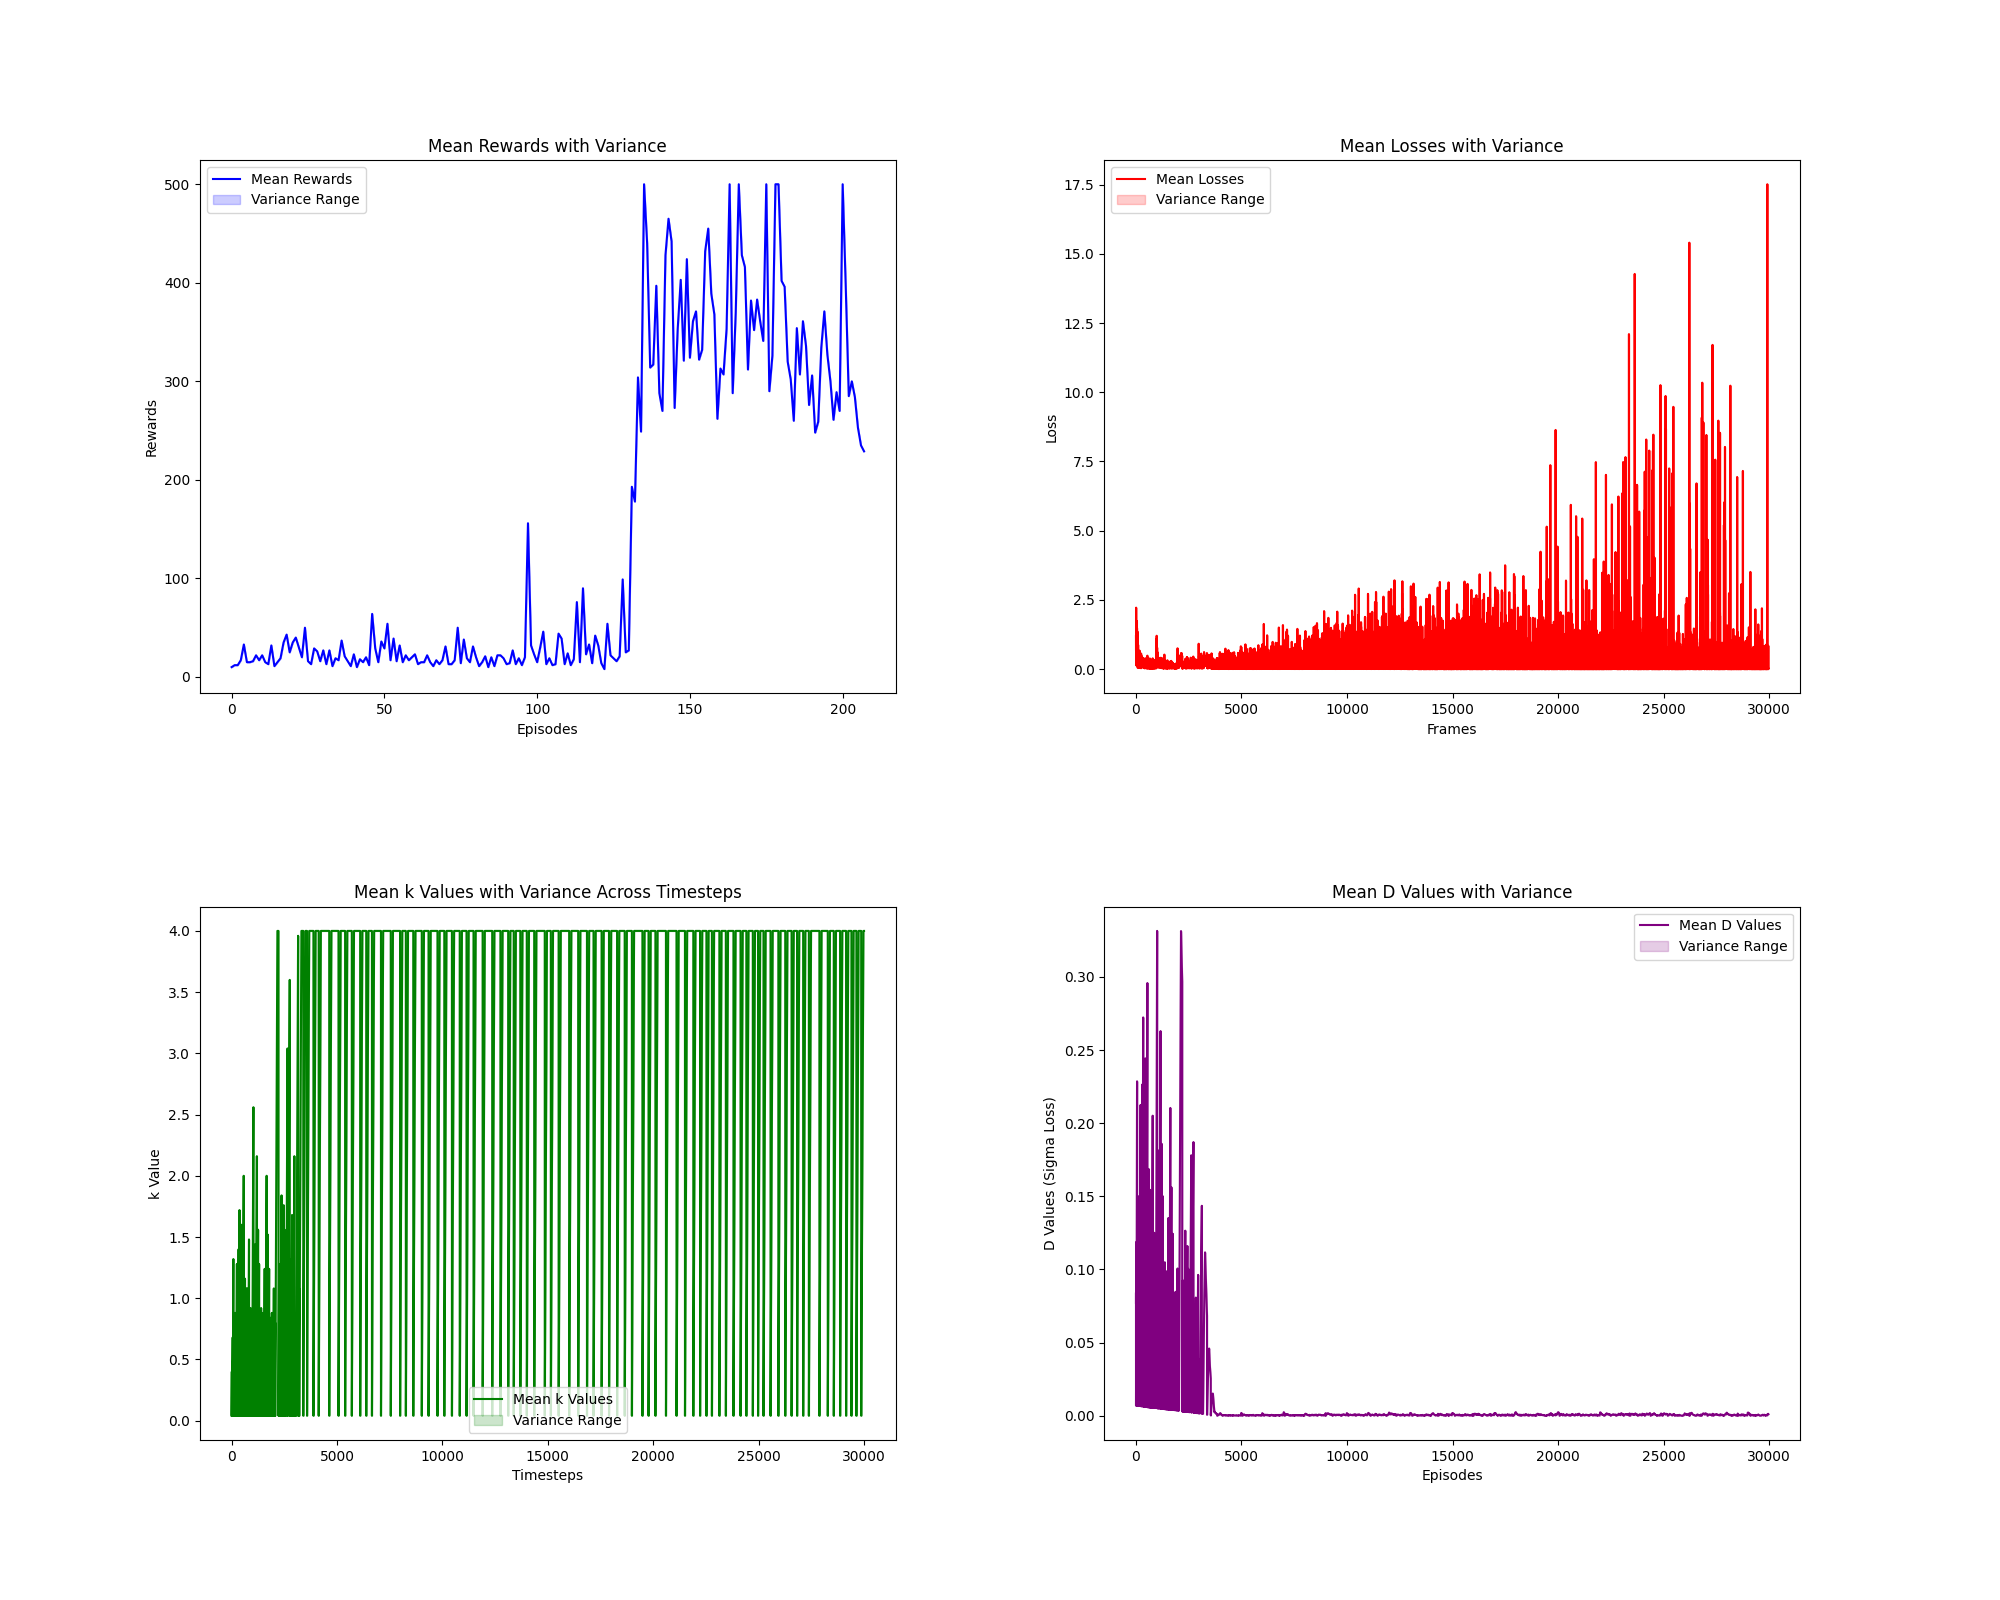 Mean Rewards with Variance
Mean Rewards
Variance Range
500
400
300
200
100
0
Rewards
0 50 100 150 200
Episodes
Mean Losses with Variance
Mean Losses
Variance Range
17.5
15.0
12.5
10.0
7.5
5.0
2.5
0.0
Loss
0 5000 10000 15000 20000 25000 30000
Frames
Mean k Values with Variance Across Timesteps
4.0
3.5
3.0
2.5
2.0
1.5
1.0
0.5
0.0
k Value
Mean k Values
Variance Range
0 5000 10000 15000 20000 25000 30000
Timesteps
Mean D Values with Variance
Mean D Values
Variance Range
0.30
0.25
0.20
0.15
0.10
0.05
0.00
D Values (Sigma Loss)
0 5000 10000 15000 20000 25000 30000
Episodes